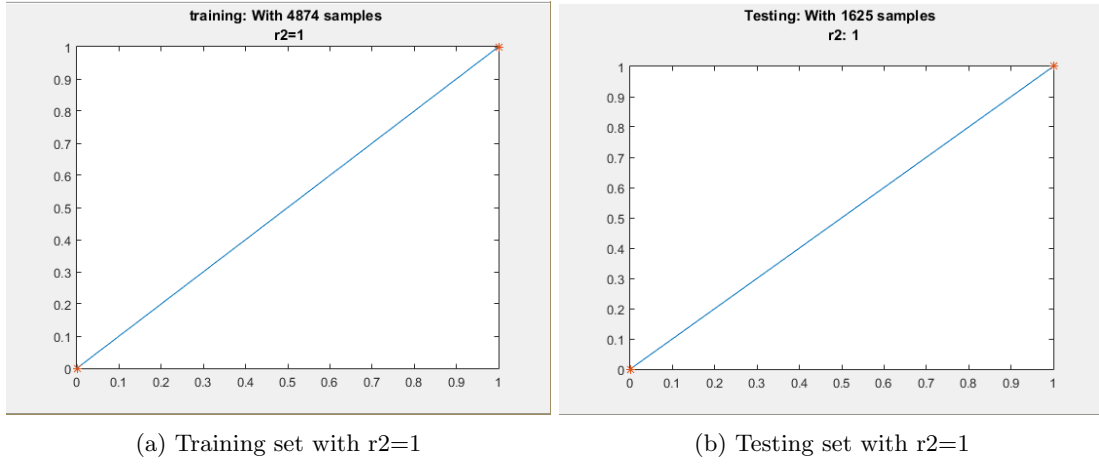 training: With 4874 samples
r2=1
1
0.9
0.8
0.7
0.6
0.5
0.4
0.3
0.2
0.1
0
0 0.1 0.2 0.3 0.4 0.5 0.6 0.7 0.8 0.9 1
(a) Training set with r2=1
Testing: With 1625 samples
r2: 1
1
0.9
0.8
0.7
0.6
0.5
0.4
0.3
0.2
0.1
0
0 0.1 0.2 0.3 0.4 0.5 0.6 0.7 0.8 0.9 1
(b) Testing set with r2=1